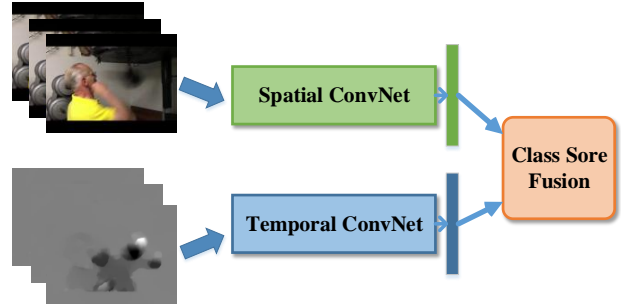 Spatial ConvNet
Class Sore
Fusion
Temporal ConvNet